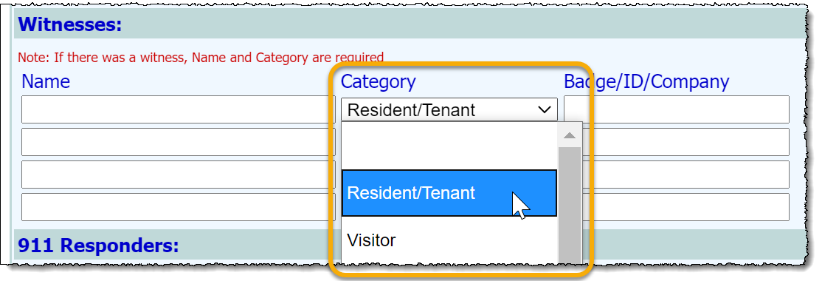 Witnesses:
Note: If there was a witness, Name and Category are required
Name Category Badge/ID/Company
Resident/Tenant
Resident/Tenant
Visitor
911 Responders: